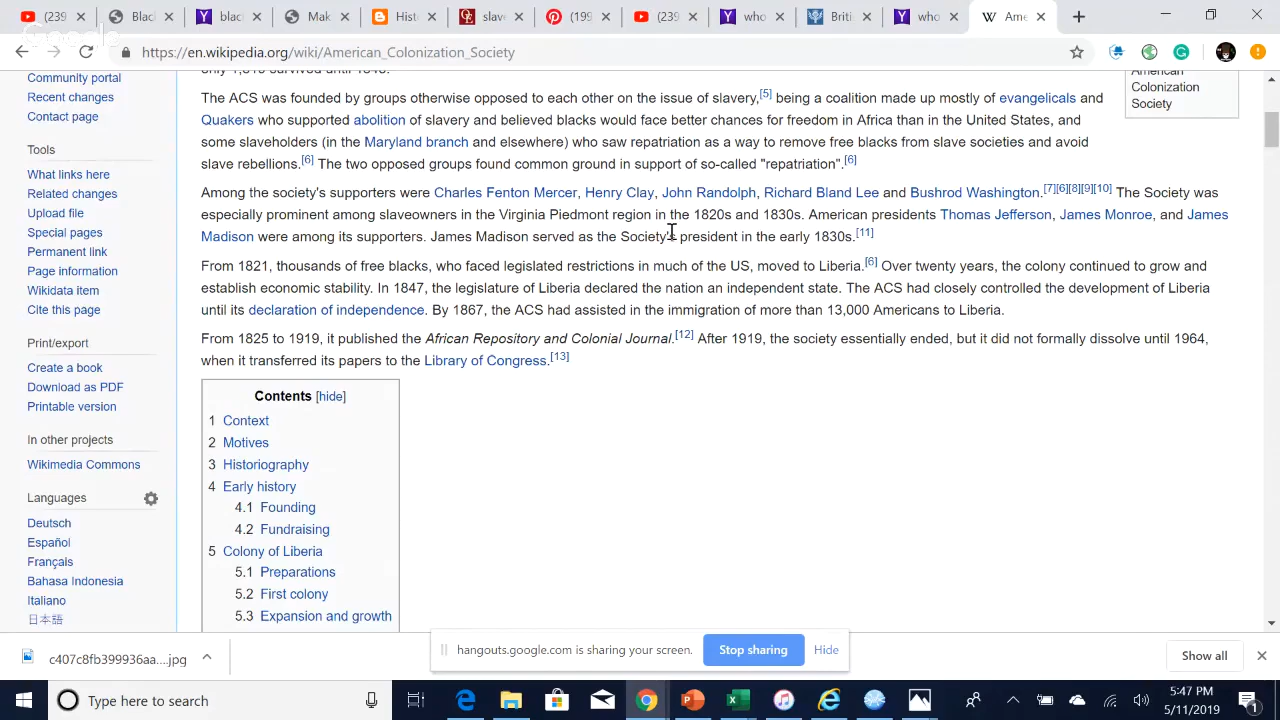 (239
Blac
blac
Mak
Hist
slave
(199
(239
who
Briti
who
Ame
https://en.wikipedia.org/wiki/American_Colonization_Society
Community portal
Recent changes
Contact page
Tools
What links here
Related changes
Upload file
Special pages
Permanent link
Page information
Wikidata item
Cite this page
Print/export
Create a book
Download as PDF
Printable version
In other projects
Wikimedia Commons
Languages
Deutsch
Español
Français
Bahasa Indonesia
Italiano
日本語
American
Colonization
Society
The ACS was founded by groups otherwise opposed to each other on the issue of slavery,[5] being a coalition made up mostly of evangelicals and
Quakers who supported abolition of slavery and believed blacks would face better chances for freedom in Africa than in the United States, and
some slaveholders (in the Maryland branch and elsewhere) who saw repatriation as a way to remove free blacks from slave societies and avoid
slave rebellions.[6] The two opposed groups found common ground in support of so-called "repatriation".[6]
Among the society's supporters were Charles Fenton Mercer, Henry Clay, John Randolph, Richard Bland Lee and Bushrod Washington.[7][6][8][9][10] The Society was
especially prominent among slaveowners in the Virginia Piedmont region in the 1820s and 1830s. American presidents Thomas Jefferson, James Monroe, and James
Madison were among its supporters. James Madison served as the Society's president in the early 1830s.[11]
From 1821, thousands of free blacks, who faced legislated restrictions in much of the US, moved to Liberia.[6] Over twenty years, the colony continued to grow and
establish economic stability. In 1847, the legislature of Liberia declared the nation an independent state. The ACS had closely controlled the development of Liberia
until its declaration of independence. By 1867, the ACS had assisted in the immigration of more than 13,000 Americans to Liberia.
From 1825 to 1919, it published the African Repository and Colonial Journal.[12] After 1919, the society essentially ended, but it did not formally dissolve until 1964,
when it transferred its papers to the Library of Congress.[13]
Contents [hide]
1 Context
2 Motives
3 Historiography
4 Early history
4.1 Founding
4.2 Fundraising
5 Colony of Liberia
5.1 Preparations
5.2 First colony
5.3 Expansion and growth
hangouts.google.com is sharing your screen.
Stop sharing
Hide
c407c8fb399936aa....jpg
Show all
Type here to search
5:47 PM
5/11/2019
1